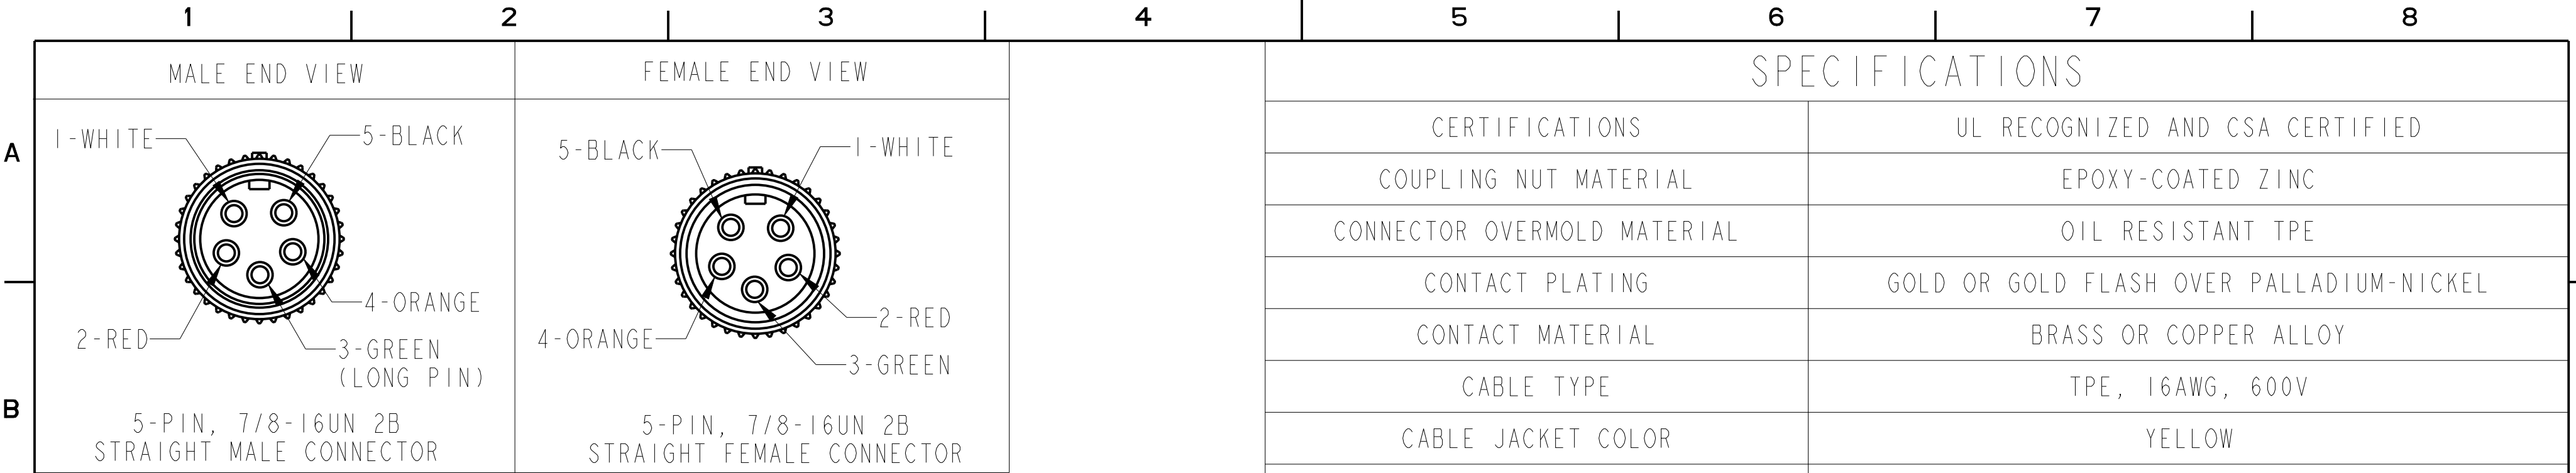 1 2 3 4 5 6 7 8
A
B
MALE END VIEW
1-WHITE
5-BLACK
4-ORANGE
2-RED
3-GREEN
(LONG PIN)
5-PIN, 7/8-16UN 2B
STRAIGHT MALE CONNECTOR
FEMALE END VIEW
5-BLACK
1-WHITE
2-RED
4-ORANGE
3-GREEN
5-PIN, 7/8-16UN 2B
STRAIGHT FEMALE CONNECTOR
SPECIFICATIONS
CERTIFICATIONS UL RECOGNIZED AND CSA CERTIFIED
COUPLING NUT MATERIAL EPOXY-COATED ZINC
CONNECTOR OVERMOLD MATERIAL OIL RESISTANT TPE
CONTACT PLATING GOLD OR GOLD FLASH OVER PALLADIUM-NICKEL
CONTACT MATERIAL BRASS OR COPPER ALLOY
CABLE TYPE TPE, 16AWG, 600V
CABLE JACKET COLOR YELLOW